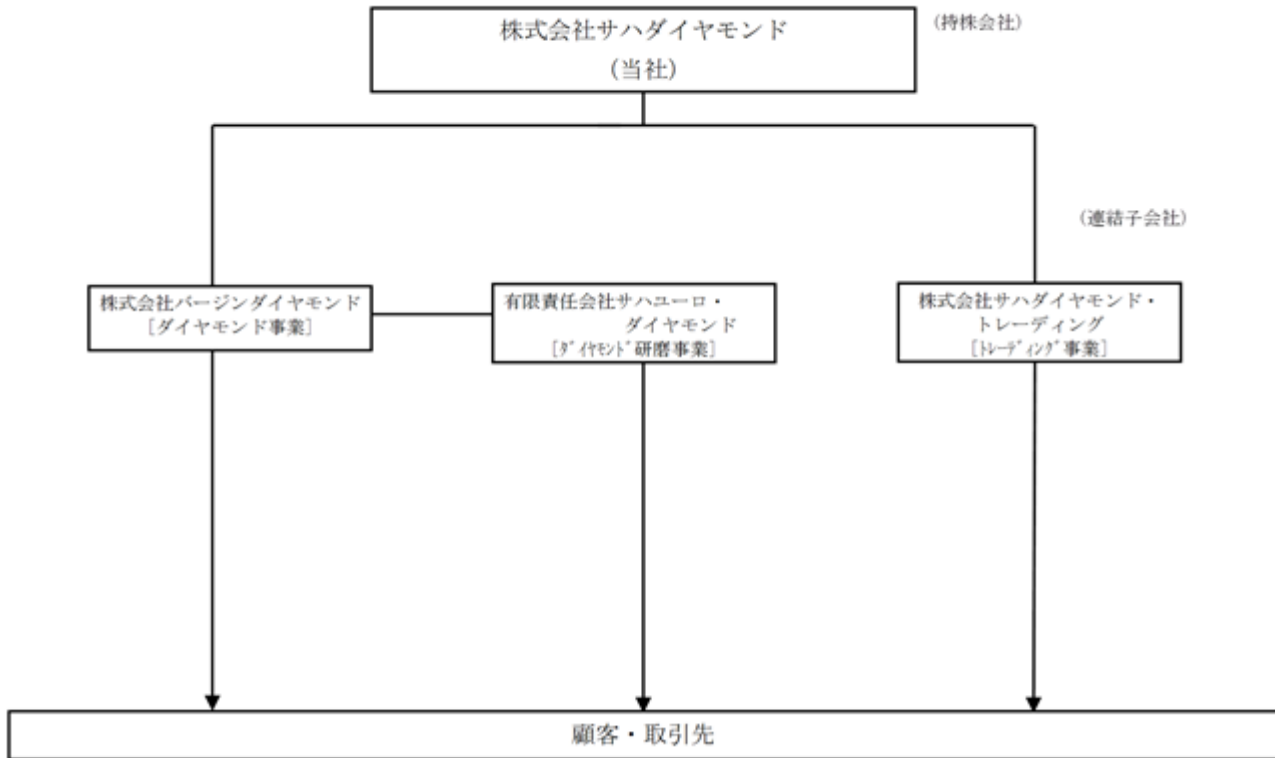 株式会社サハダイヤモンド
(当社)
(持株会社)
(連結子会社)
株式会社バージンダイヤモンド
[ダイヤモンド事業]
有限責任会社サハユーロ・
ダイヤモンド
[ﾀﾞｲﾔﾓﾝﾄﾞ研磨事業]
株式会社サハダイヤモンド・
トレーディング
[ﾄﾚｰﾃﾞｨﾝｸﾞ事業]
顧客・取引先